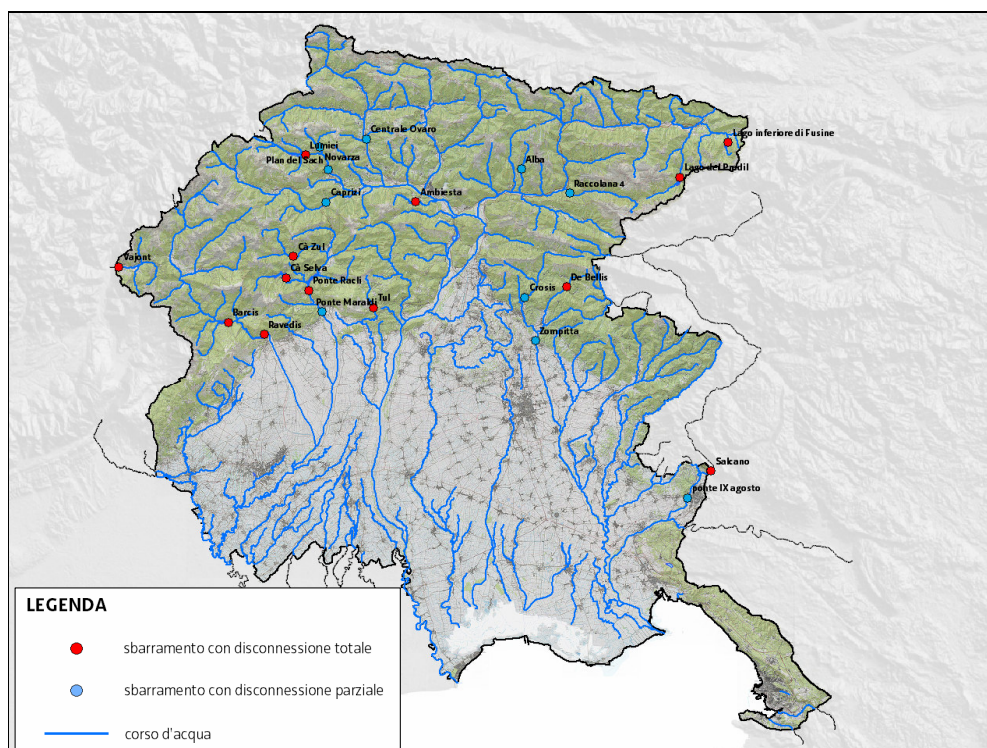 Centrale Ovaro
Lago inferiore di Fusine
Lumiei
Plan del Sach
Novarza
Alba
Lago del Predil
Raccolana 4
Caprizi
Ambiesta
Cà Zul
Vajont
Cà Selva
De Bellis
Ponte Racli
Crosis
Ponte Maraldi
Tul
Barcis
Ravedis
Zompitta
Salcano
ponte IX agosto
LEGENDA
sbarramento con disconnessione totale
sbarramento con disconnessione parziale
corso d'acqua